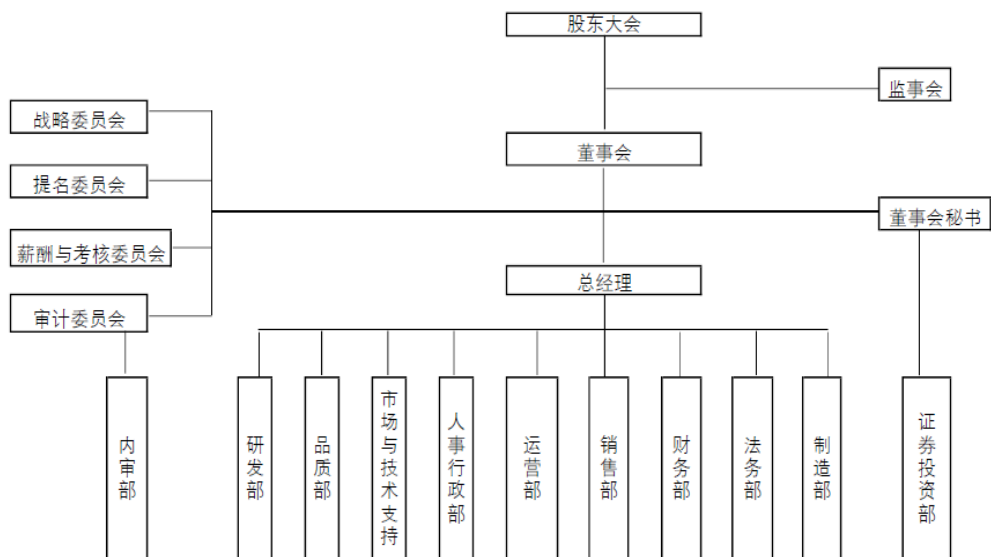 股东大会
监事会
战略委员会
董事会
提名委员会
董事会秘书
薪酬与考核委员会
总经理
审计委员会
内审部
研发部
品质部
市场与技术支持
人事行政部
运营部
销售部
财务部
法务部
制造部
证券投资部